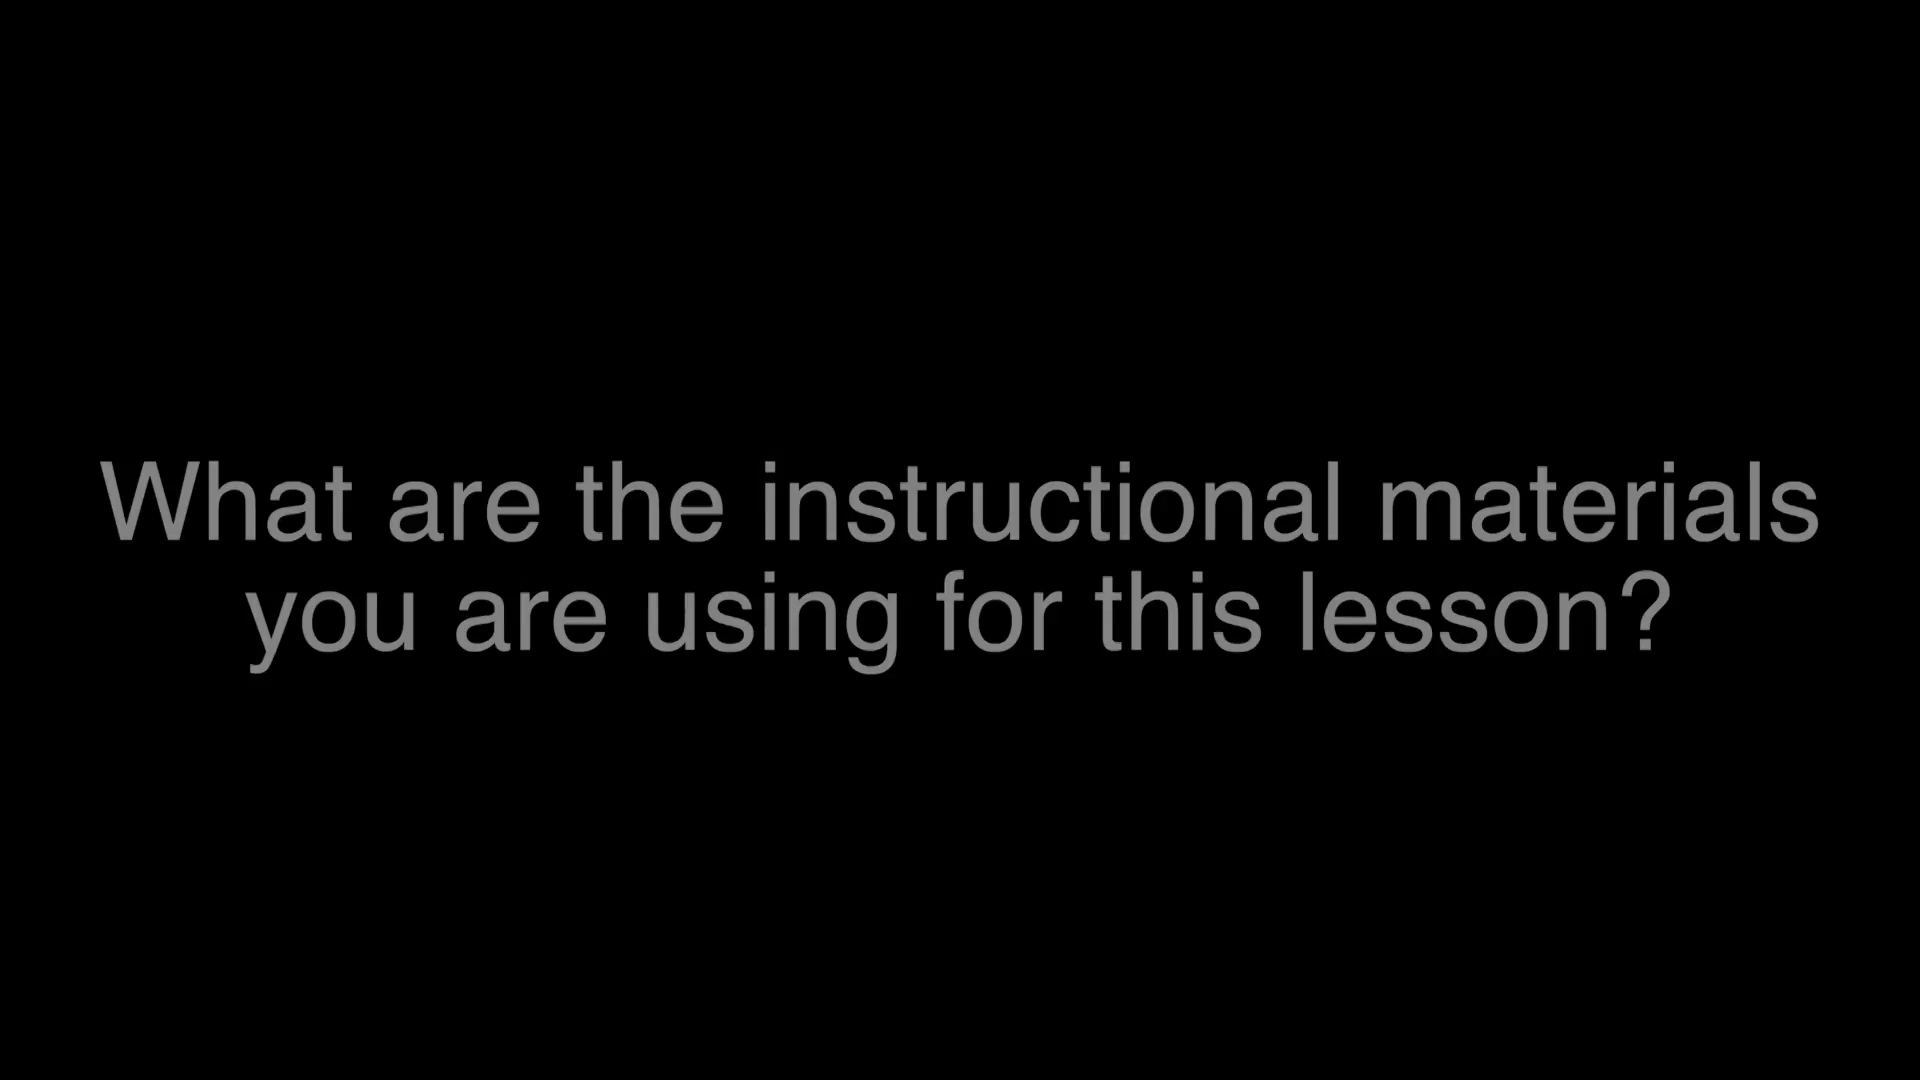 What are the instructional materials
you are using for this lesson?